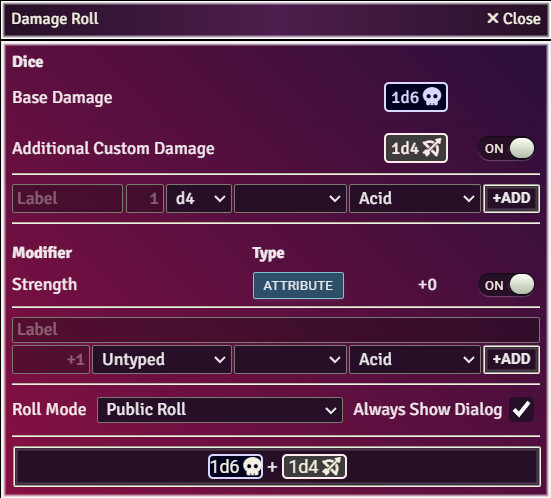 Damage Roll × Close
Dice
Base Damage 1d6
Additional Custom Damage 1d4 ON
Label 1 d4 Acid +ADD
Modifier Type
Strength ATTRIBUTE +0 ON
Label
+1 Untyped Acid +ADD
Roll Mode Public Roll Always Show Dialog
1d6 + 1d4